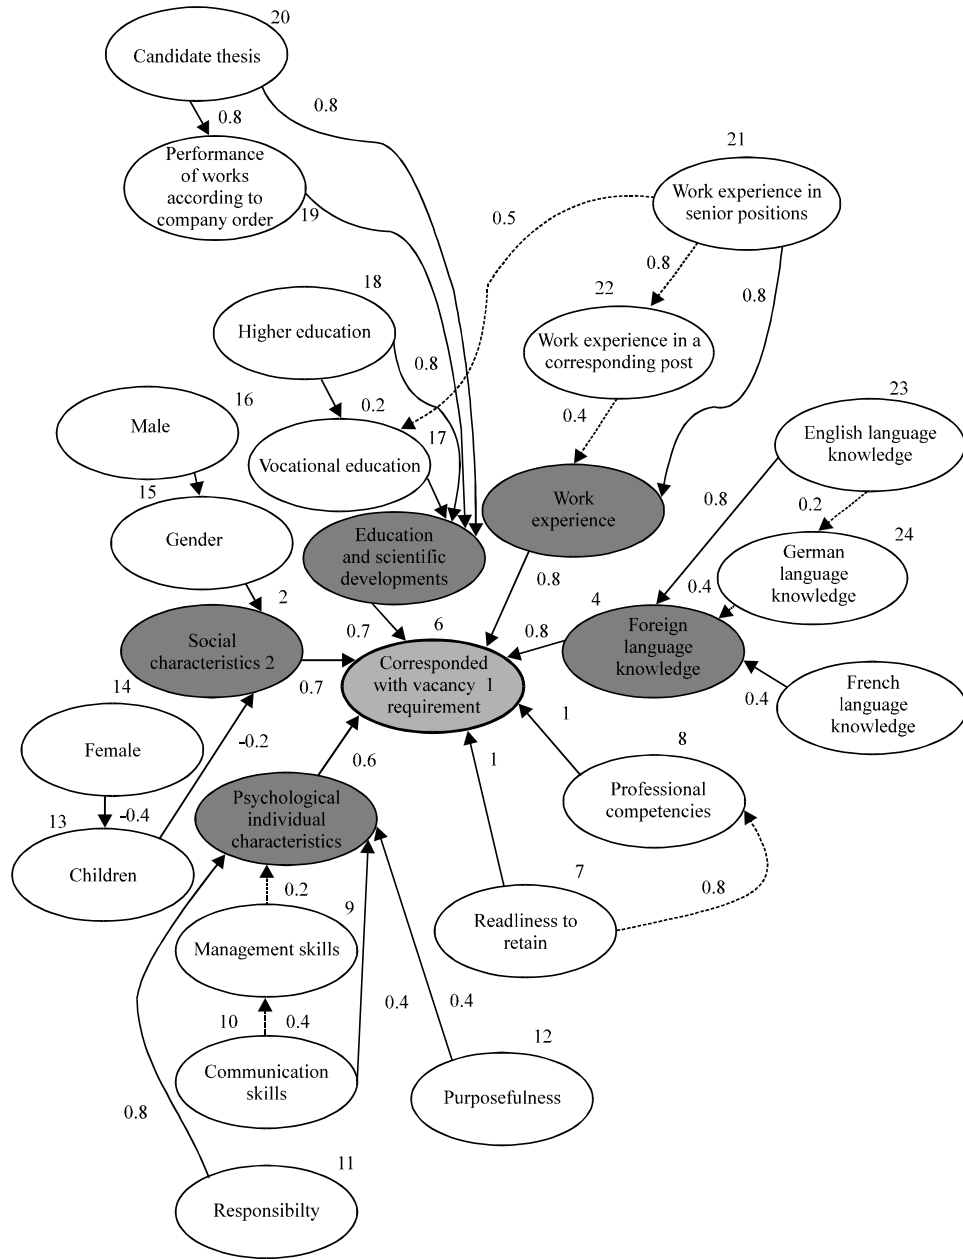 20
Candidate thesis
0.8
0.8
Performance
of works
according to
company order
19
21
Work experience in
senior positions
0.5
0.8
0.8
18
22
Higher education
Work experience in a
corresponding post
0.8
0.2
0.4
16
Male
17
23
English language
knowledge
15
Vocational education
Work
experience
0.8
0.2
Gender
Education
and scientific
developments
24
German
language
knowledge
2
0.8
4
0.4
6
0.7
0.8
Social
characteristics 2
Foreign
language
knowledge
0.7
Corresponded
with vacancy 1
requirement
14
French
language
knowledge
0.4
Female
-0.2
1
8
0.6
1
Professional
competencies
Psychological
individual
characteristics
13
-0.4
Children
7
0.8
0.2
9
Readliness to
retain
Management skills
10
0.4
0.4
0.4
12
Communication
skills
Purposefulness
0.8
11
Responsibilty